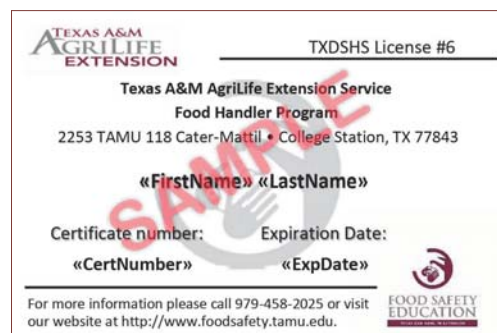 TEXAS A&M
AGRILIFE
EXTENSION
TXDSHS License #6
Texas A&M AgriLife Extension Service
Food Handler Program
2253 TAMU 118 Cater-Mattil • College Station, TX 77843
SAMPLE
«FirstName» «LastName»
Certificate number:
Expiration Date:
«CertNumber»
«ExpDate»
FOOD SAFETY
EDUCATION
For more information please call 979-458-2025 or visit
our website at http://www.foodsafety.tamu.edu.